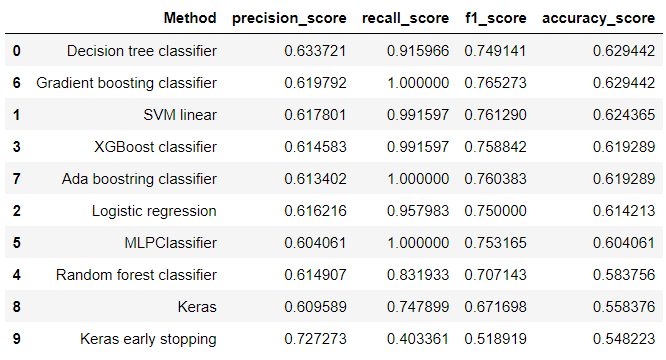 Method precision_score recall_score f1_score accuracy_score
0 Decision tree classifier 0.633721 0.915966 0.749141 0.629442
6 Gradient boosting classifier 0.619792 1.000000 0.765273 0.629442
1 SVM linear 0.617801 0.991597 0.761290 0.624365
3 XGBoost classifier 0.614583 0.991597 0.758842 0.619289
7 Ada boostring classifier 0.613402 1.000000 0.760383 0.619289
2 Logistic regression 0.616216 0.957983 0.750000 0.614213
5 MLPClassifier 0.604061 1.000000 0.753165 0.604061
4 Random forest classifier 0.614907 0.831933 0.707143 0.583756
8 Keras 0.609589 0.747899 0.671698 0.558376
9 Keras early stopping 0.727273 0.403361 0.518919 0.548223